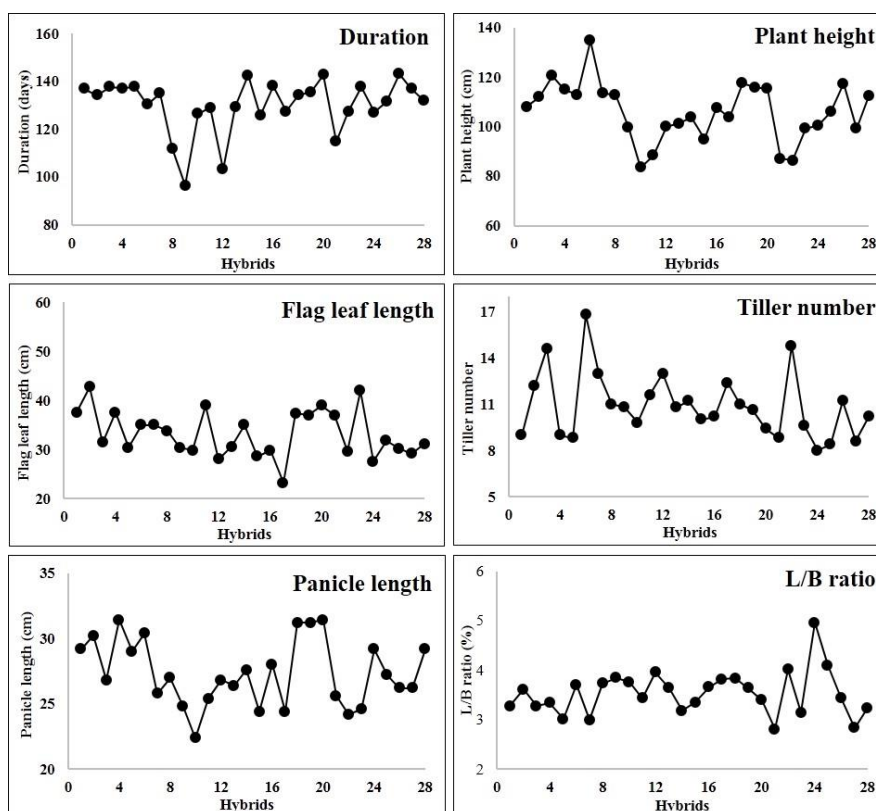 Duration
Duration (days)
160
140
120
100
80
0 4 8 12 16 20 24 28
Hybrids
Plant height
Plant height (cm)
140
120
100
80
60
0 4 8 12 16 20 24 28
Hybrids
Flag leaf length
Flag leaf length (cm)
60
50
40
30
20
0 4 8 12 16 20 24 28
Hybrids
Tiller number
Tiller number
17
14
11
8
5
0 4 8 12 16 20 24 28
Hybrids
Panicle length
Panicle length (cm)
35
30
25
20
0 4 8 12 16 20 24 28
Hybrids
L/B ratio
L/B ratio (%)
6
5
4
3
2
0 4 8 12 16 20 24 28
Hybrids